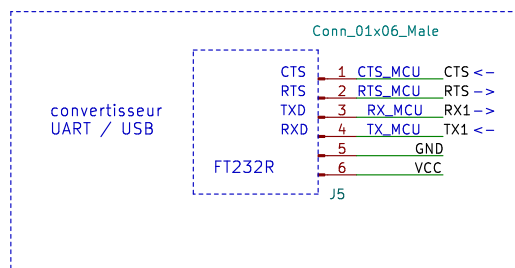 Conn_01x06_Male
CTS 1 CTS_MCU CTS <-
RTS 2 RTS_MCU RTS ->
convertisseur TXD 3 RX_MCU RX1 ->
UART / USB RXD 4 TX_MCU TX1 <-
5 GND
FT232R 6 VCC
J5